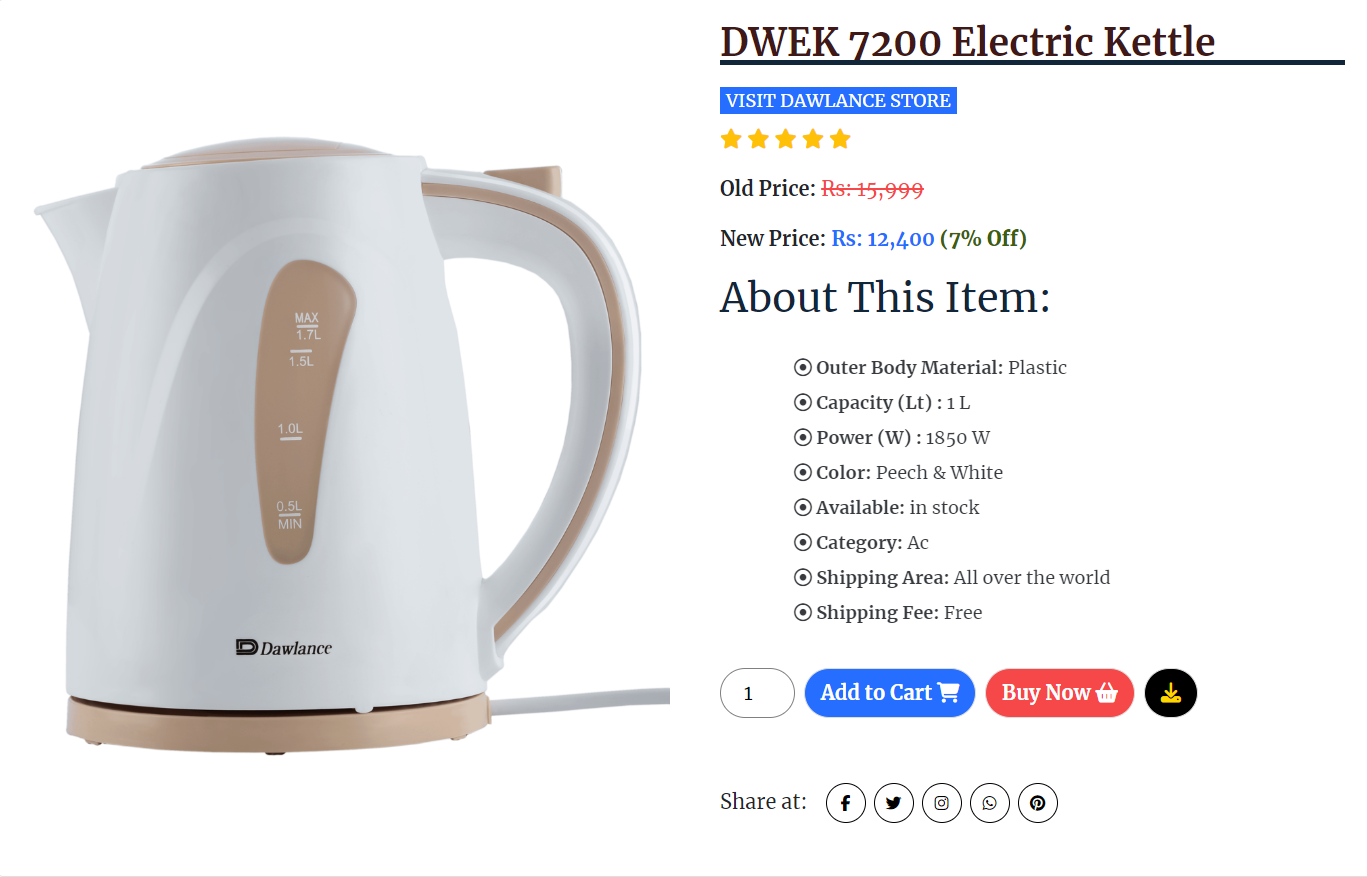 DWEK 7200 Electric Kettle
VISIT DAWLANCE STORE
Old Price: Rs: 15,999
New Price: Rs: 12,400 (7% Off)
About This Item:
Outer Body Material: Plastic
Capacity (Lt) : 1 L
Power (W) : 1850 W
Color: Peech & White
Available: in stock
Category: Ac
Shipping Area: All over the world
Shipping Fee: Free
1
Add to Cart
Buy Now
Share at:
MAX
1.7L
1.5L
1.0L
0.5L
MIN
Dawlance